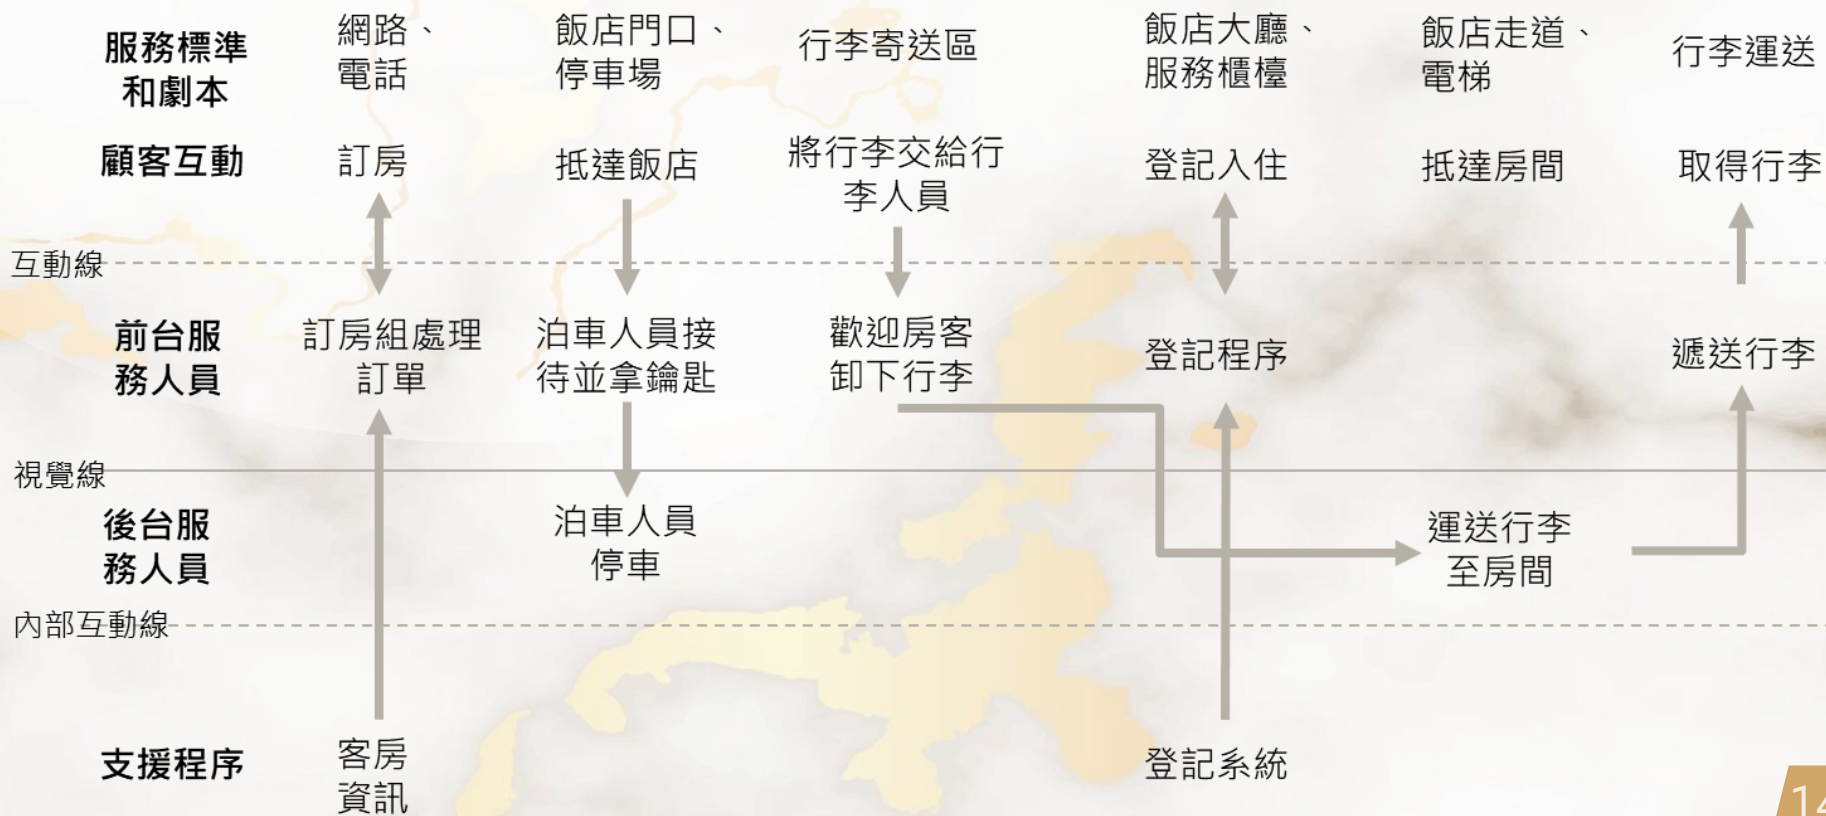 服務標準
和劇本
網路、
電話
飯店門口、
停車場
行李寄送區
飯店大廳、
服務櫃檯
飯店走道、
電梯
行李運送
顧客互動
訂房
抵達飯店
將行李交給行
李人員
登記入住
抵達房間
取得行李
互動線
前台服
務人員
訂房組處理
訂單
泊車人員接
待並拿鑰匙
歡迎房客
卸下行李
登記程序
遞送行李
視覺線
後台服
務人員
泊車人員
停車
運送行李
至房間
內部互動線
支援程序
客房
資訊
登記系統
14